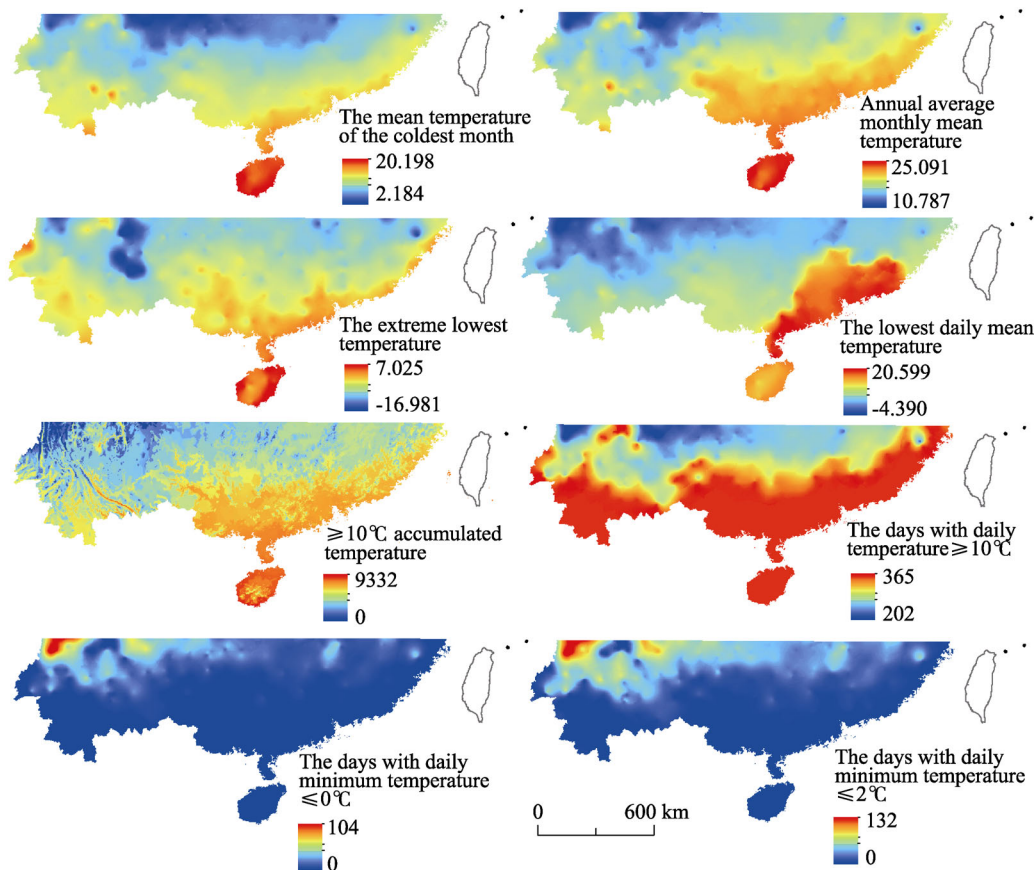 The mean temperature
of the coldest month
20.198
2.184
Annual average
monthly mean
temperature
25.091
10.787
The extreme lowest
temperature
7.025
-16.981
The lowest daily mean
temperature
20.599
-4.390
≥10℃ accumulated
temperature
9332
0
The days with daily
temperature≥10℃
365
202
The days with daily
minimum temperature
≤0℃
104
0
0 600 km
The days with daily
minimum temperature
≤2℃
132
0